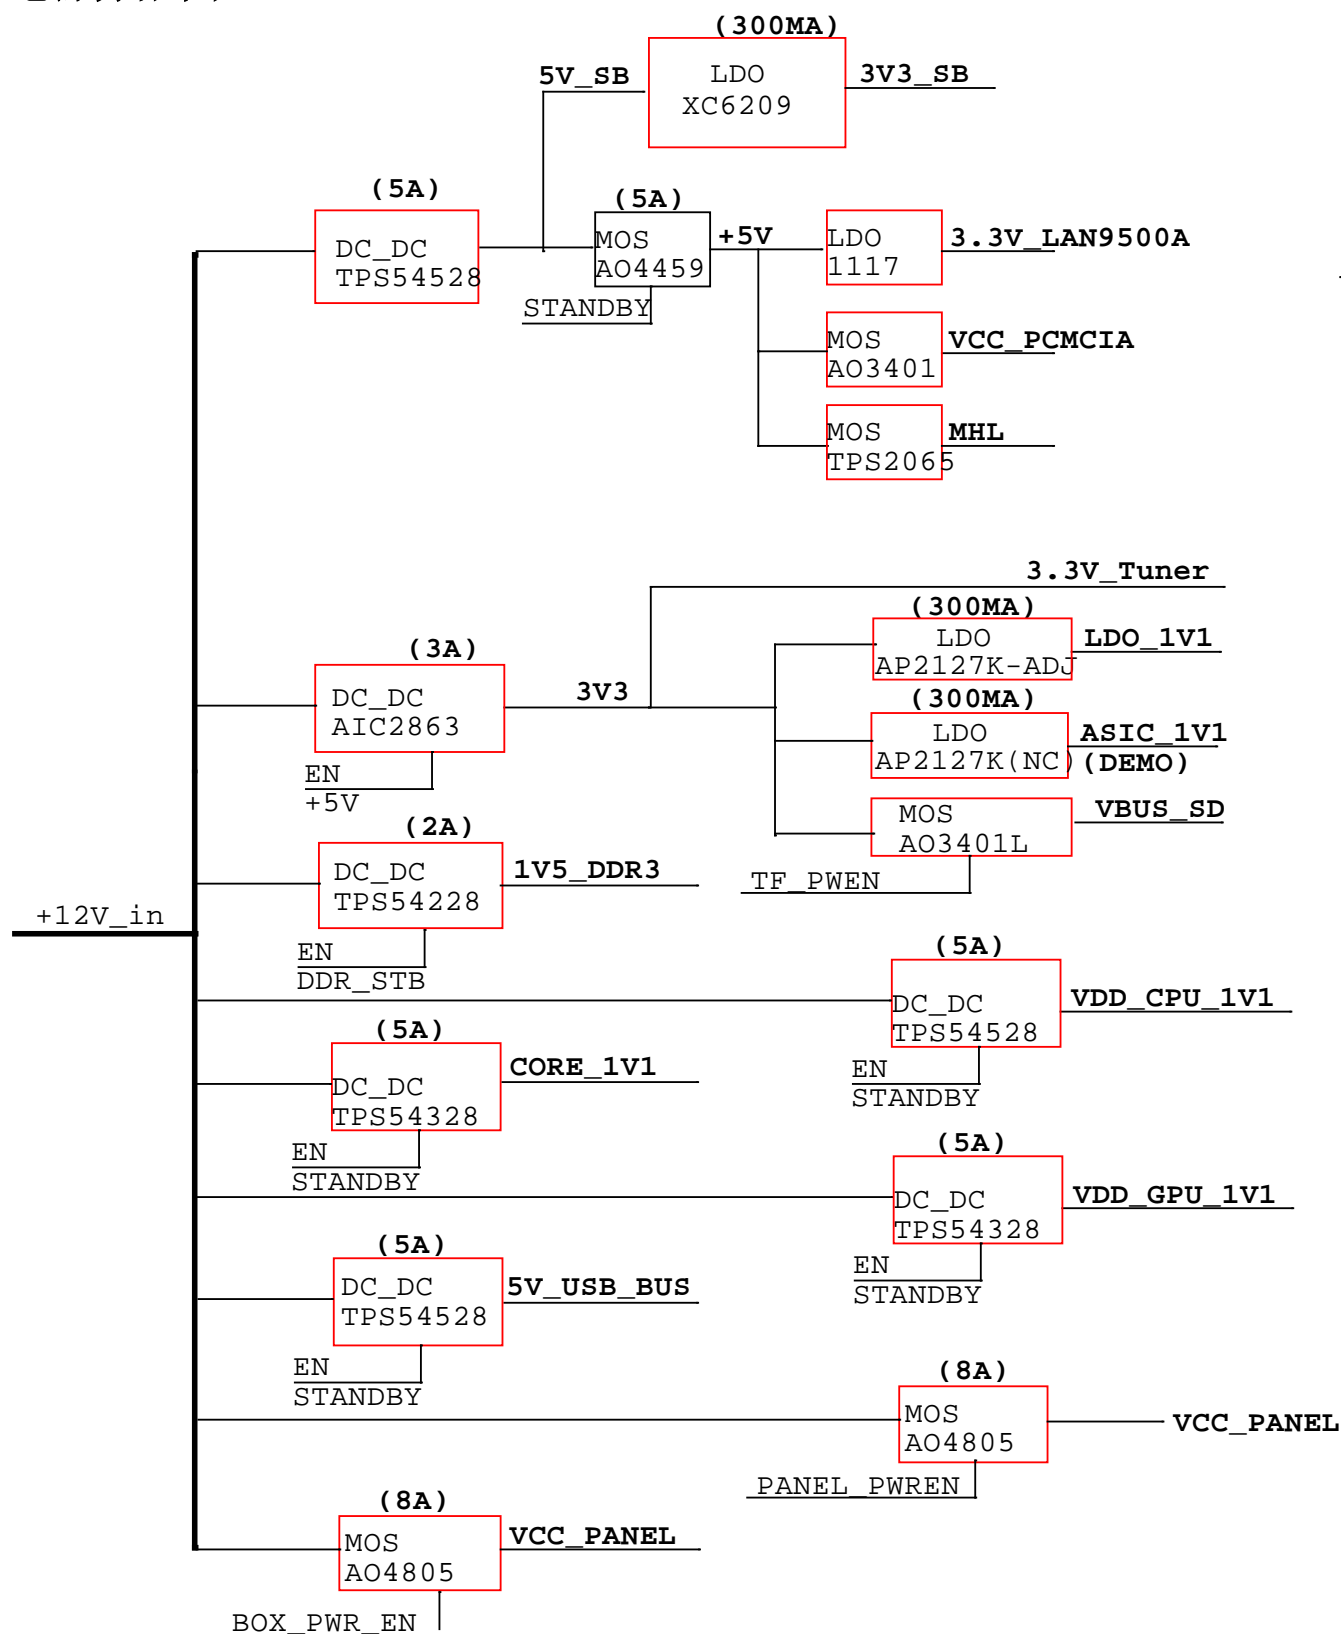 (300MA)
5V_SB
LDO
XC6209
3V3_SB
(5A)
DC_DC
TPS54528
(5A)
MOS
AO4459
STANDBY
+5V
LDO
1117
3.3V_LAN9500A
MOS
AO3401
VCC_PCMCIA
MOS
TPS2065
MHL
3.3V_Tuner
(3A)
DC_DC
AIC2863
EN
+5V
3V3
(300MA)
LDO
AP2127K-ADJ
LDO_1V1
(300MA)
LDO
AP2127K(NC)
ASIC_1V1
(DEMO)
MOS
AO3401L
VBUS_SD
TF_PWEN
(2A)
DC_DC
TPS54228
1V5_DDR3
EN
DDR_STB
+12V_in
(5A)
DC_DC
TPS54528
VDD_CPU_1V1
EN
STANDBY
(5A)
DC_DC
TPS54328
CORE_1V1
EN
STANDBY
(5A)
DC_DC
TPS54328
VDD_GPU_1V1
EN
STANDBY
(5A)
DC_DC
TPS54528
5V_USB_BUS
EN
STANDBY
(8A)
MOS
AO4805
VCC_PANEL
PANEL_PWREN
(8A)
MOS
AO4805
VCC_PANEL
BOX_PWR_EN